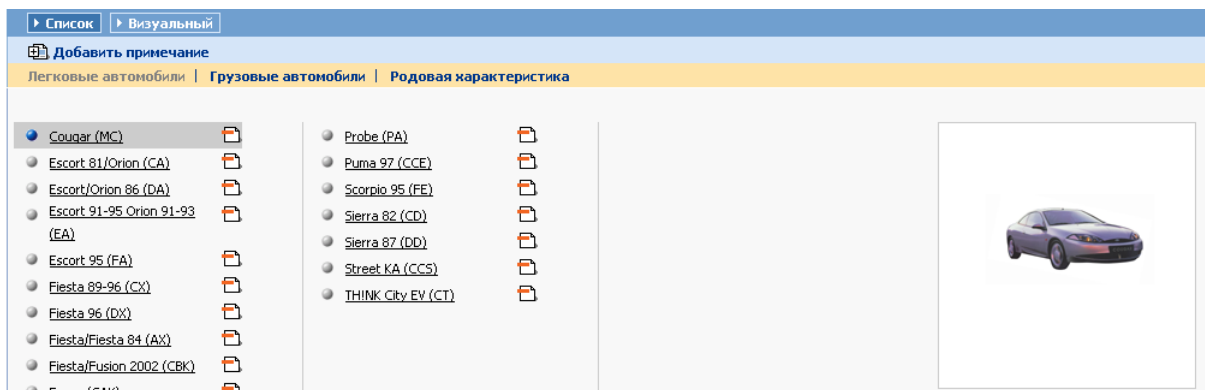 Список Визуальный
Добавить примечание
Легковые автомобили | Грузовые автомобили | Родовая характеристика
Cougar (MC)
Escort 81/Orion (CA)
Escort/Orion 86 (DA)
Escort 91-95 Orion 91-93
(EA)
Escort 95 (FA)
Fiesta 89-96 (CX)
Fiesta 96 (DX)
Fiesta/Fiesta 84 (AX)
Fiesta/Fusion 2002 (CBK)
Probe (PA)
Puma 97 (CCE)
Scorpio 95 (FE)
Sierra 82 (CD)
Sierra 87 (DD)
Street KA (CCS)
TH!NK City EV (CT)